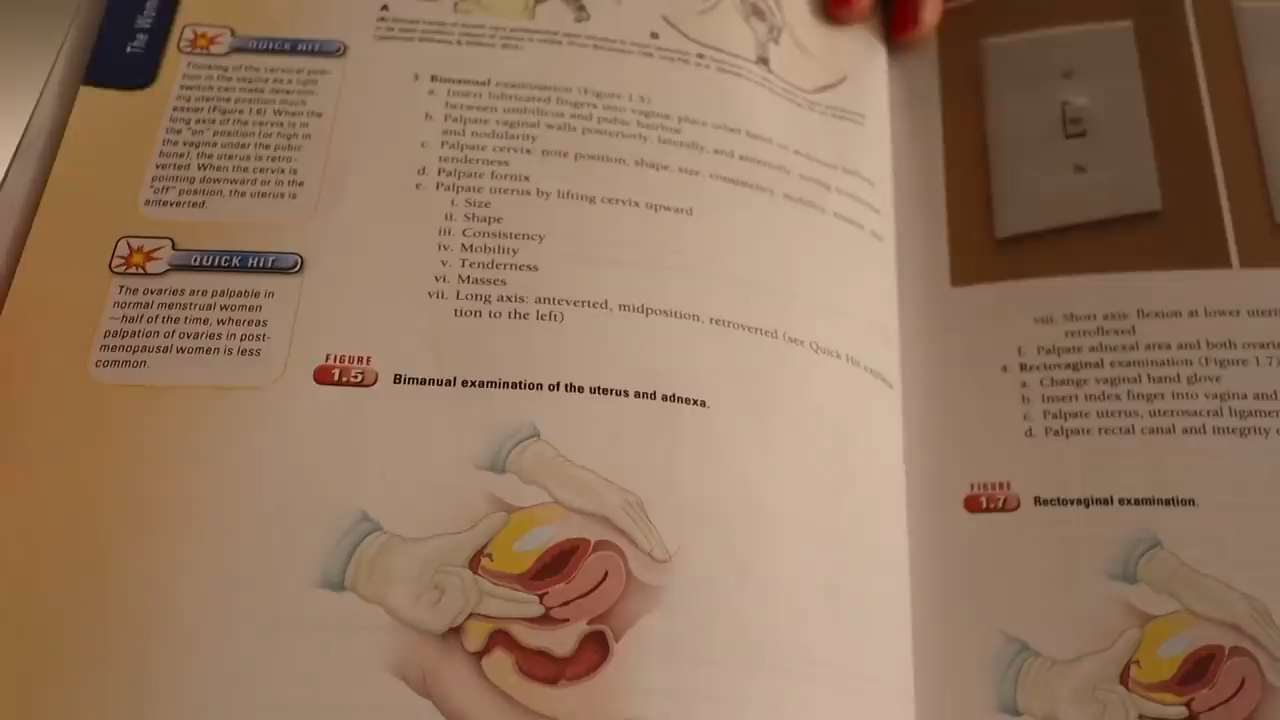 The Wom
QUICK HIT
Thinking of the cervical posi-
tion in the vagina as a light
switch can make determin-
ing uterine position much
easier (Figure 1.6). When the
long axis of the cervix is in
the "on" position (or high in
the vagina under the pubic
bone), the uterus is retro-
verted. When the cervix is
pointing downward or in the
"off" position, the uterus is
anteverted.
QUICK HIT
The ovaries are palpable in
normal menstrual women
—half of the time, whereas
palpation of ovaries in post-
menopausal women is less
common.
A
B
3. Bimanual examination (Figure 1.5)
a. Insert lubricated fingers into vagina; place other hand on
between umbilicus and pubic hairline
b. Palpate vaginal walls posteriorly, laterally, and anteriorly, noting
and nodularity
c. Palpate cervix: note position, shape, size, consistency, mobility,
tenderness
d. Palpate fornix
e. Palpate uterus by lifting cervix upward
i. Size
ii. Shape
iii. Consistency
iv. Mobility
v. Tenderness
vi. Masses
vii. Long axis: anteverted, midposition, retroverted (see Quick Hit
tion to the left)
FIGURE
1.5 Bimanual examination of the uterus and adnexa.
viii. Short axis: flexion at lower uteri
retroflexed
f. Palpate adnexal area and both ovarie
4. Rectovaginal examination (Figure 1.7
a. Change vaginal hand glove
b. Insert index finger into vagina and
c. Palpate uterus, uterosacral ligamen
d. Palpate rectal canal and integrity
FIGURE
1.7 Rectovaginal examination.